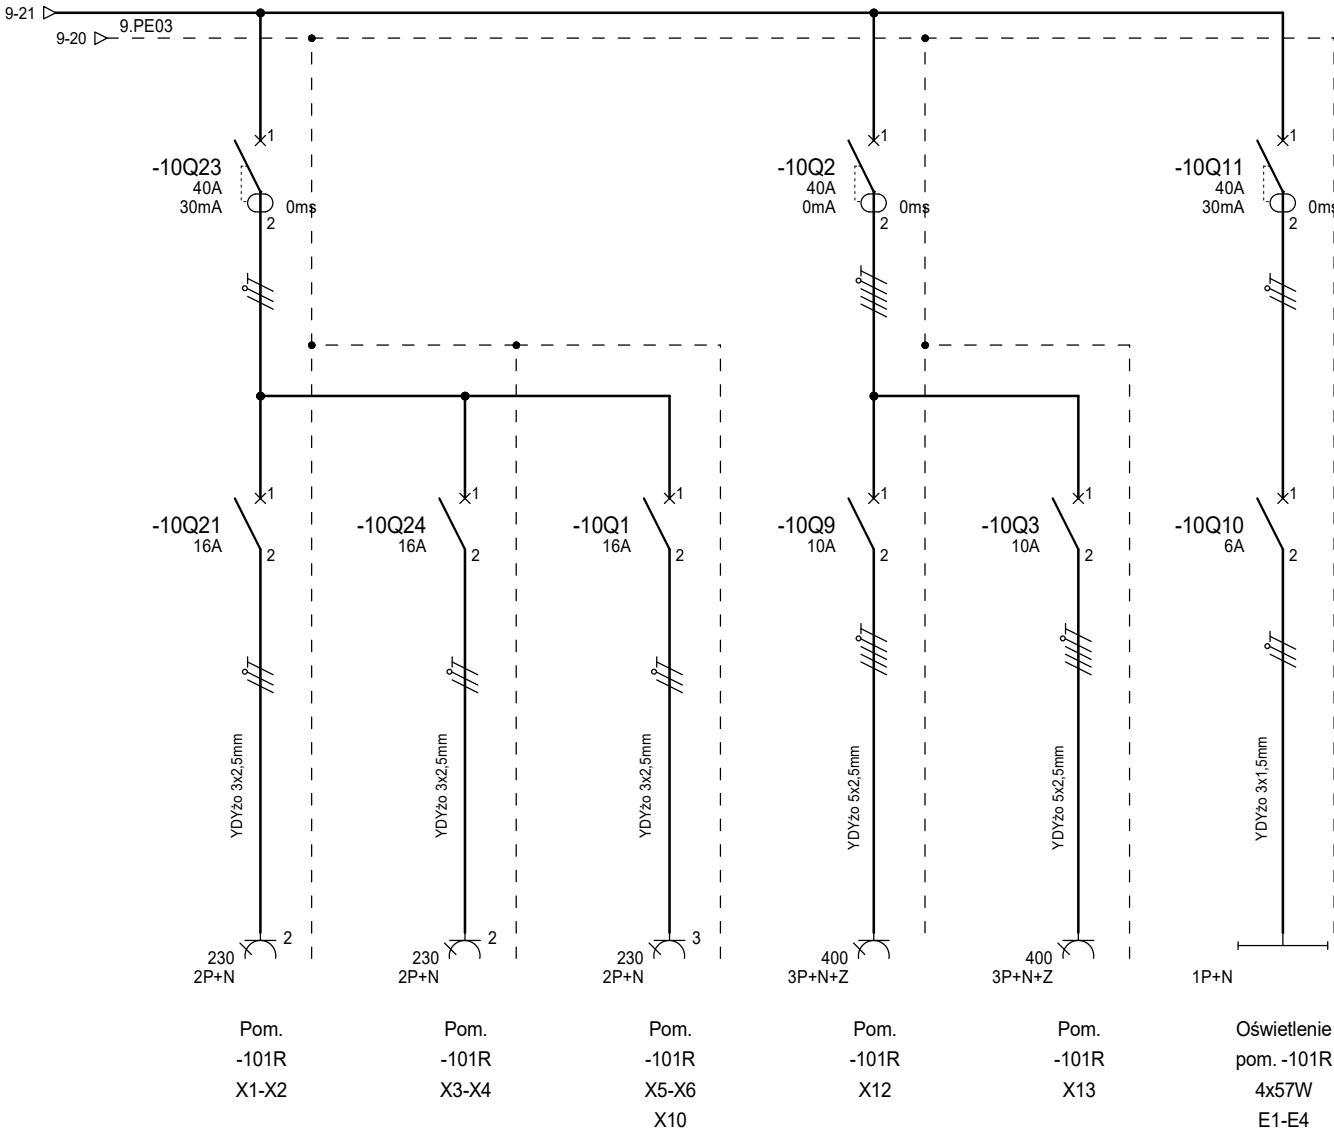 9-21
9.PE03
9-20
1
-10Q23
40A
30mA
0ms
2
1
-10Q2
40A
0mA
0ms
2
1
-10Q11
40A
30mA
0ms
2
1
-10Q21
16A
2
1
-10Q24
16A
2
1
-10Q1
16A
2
1
-10Q9
10A
2
1
-10Q3
10A
2
1
-10Q10
6A
2
YDYżo 3x2,5mm
YDYżo 3x2,5mm
YDYżo 3x2,5mm
YDYżo 5x2,5mm
YDYżo 5x2,5mm
YDYżo 3x1,5mm
2
230
2P+N
2
230
2P+N
3
230
2P+N
400
3P+N+Z
400
3P+N+Z
1P+N
Pom.
-101R
X1-X2
Pom.
-101R
X3-X4
Pom.
-101R
X5-X6
X10
Pom.
-101R
X12
Pom.
-101R
X13
Oświetlenie
pom. -101R
4x57W
E1-E4